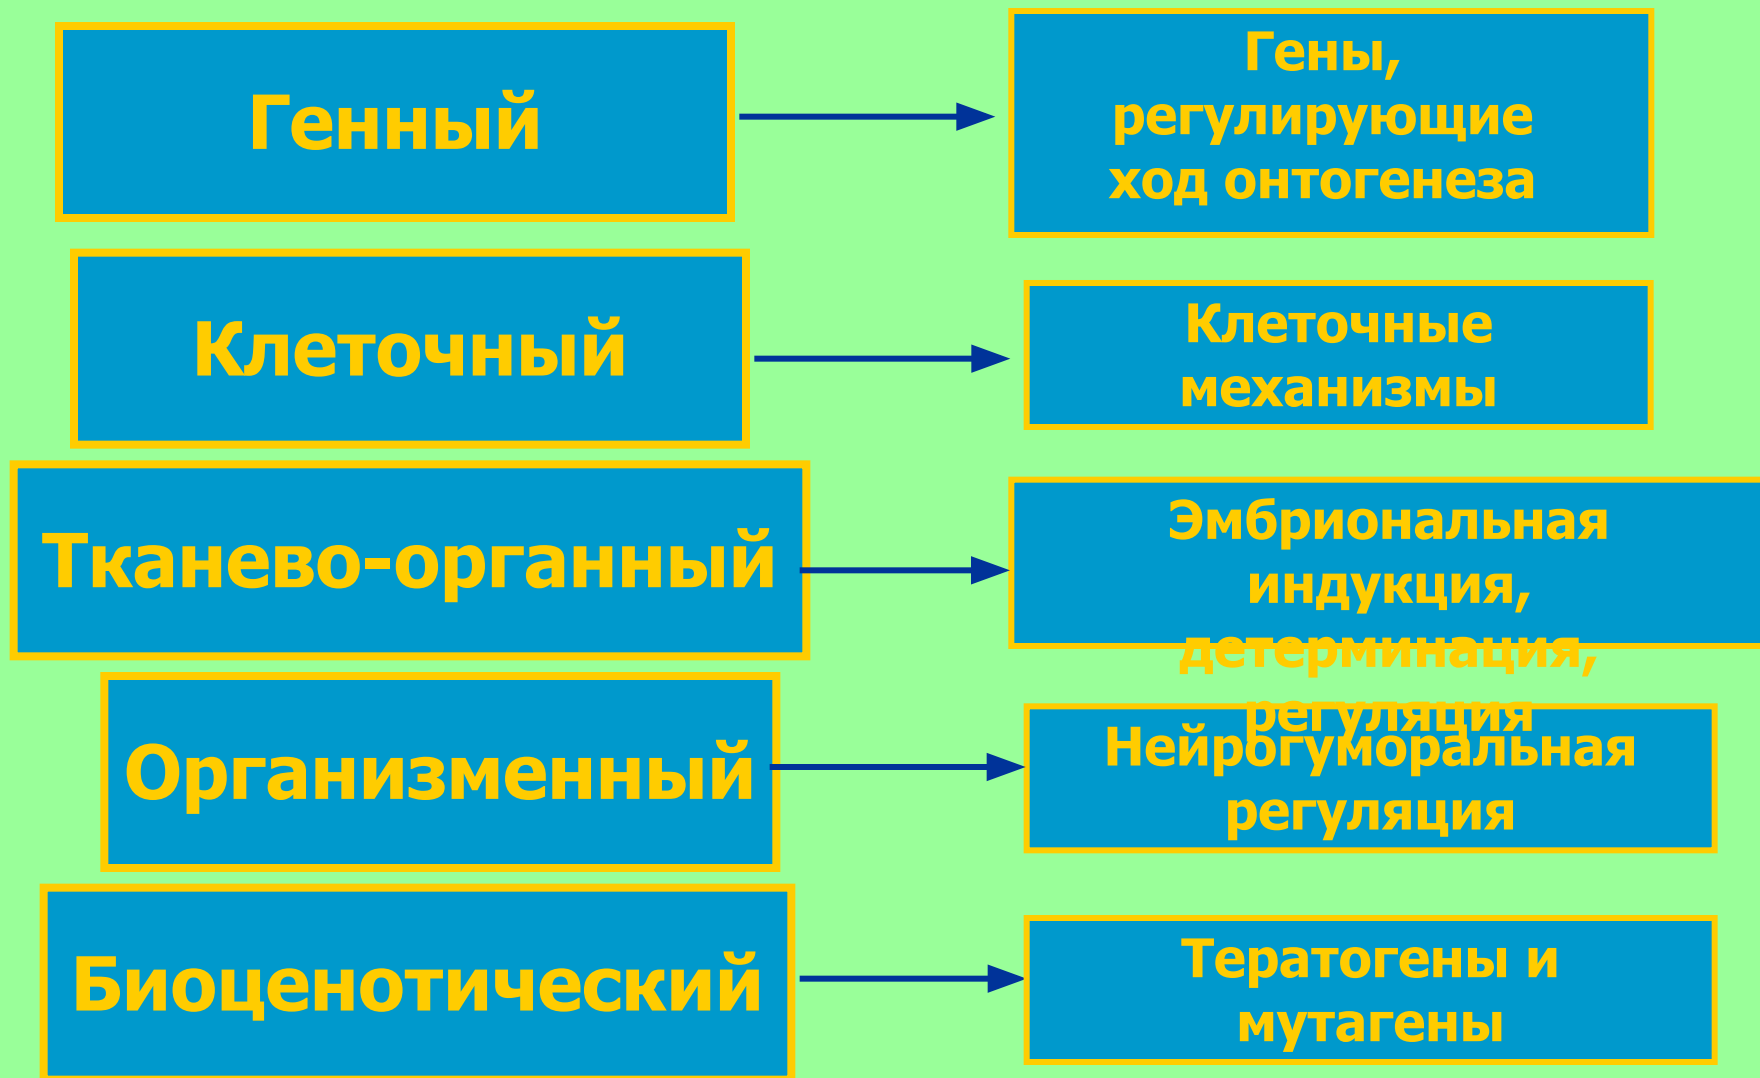 Генный
Гены,
регулирующие
ход онтогенеза
Клеточный
Клеточные
механизмы
Тканево-органный
Эмбриональная
индукция,
детерминация,
регуляция
Организменный
Нейрогуморальная
регуляция
Биоценотический
Тератогены и
мутагены